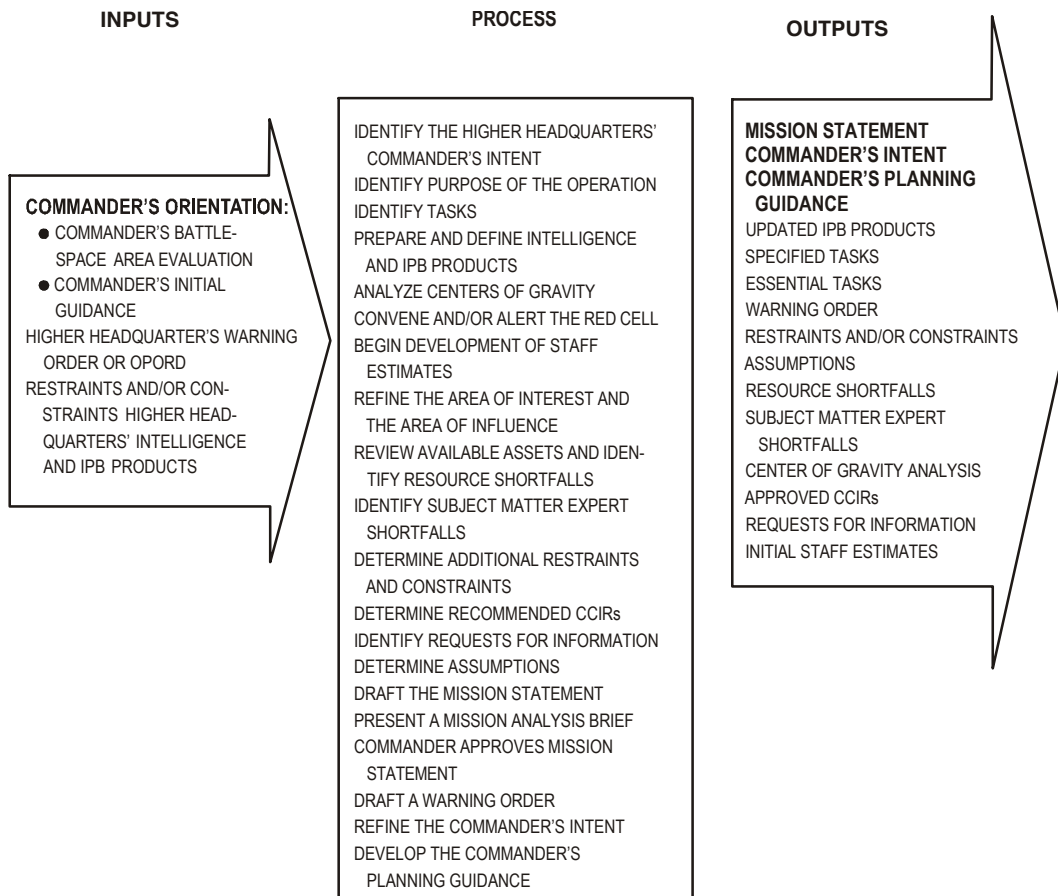 INPUTS
COMMANDER'S ORIENTATION:
● COMMANDER'S BATTLE-
SPACE AREA EVALUATION
● COMMANDER'S INITIAL
GUIDANCE
HIGHER HEADQUARTER'S WARNING
ORDER OR OPORD
RESTRAINTS AND/OR CON-
STRAINTS HIGHER HEAD-
QUARTERS' INTELLIGENCE
AND IPB PRODUCTS
PROCESS
IDENTIFY THE HIGHER HEADQUARTERS'
COMMANDER'S INTENT
IDENTIFY PURPOSE OF THE OPERATION
IDENTIFY TASKS
PREPARE AND DEFINE INTELLIGENCE
AND IPB PRODUCTS
ANALYZE CENTERS OF GRAVITY
CONVENE AND/OR ALERT THE RED CELL
BEGIN DEVELOPMENT OF STAFF
ESTIMATES
REFINE THE AREA OF INTEREST AND
THE AREA OF INFLUENCE
REVIEW AVAILABLE ASSETS AND IDEN-
TIFY RESOURCE SHORTFALLS
IDENTIFY SUBJECT MATTER EXPERT
SHORTFALLS
DETERMINE ADDITIONAL RESTRAINTS
AND CONSTRAINTS
DETERMINE RECOMMENDED CCIRs
IDENTIFY REQUESTS FOR INFORMATION
DETERMINE ASSUMPTIONS
DRAFT THE MISSION STATEMENT
PRESENT A MISSION ANALYSIS BRIEF
COMMANDER APPROVES MISSION
STATEMENT
DRAFT A WARNING ORDER
REFINE THE COMMANDER'S INTENT
DEVELOP THE COMMANDER'S
PLANNING GUIDANCE
OUTPUTS
MISSION STATEMENT
COMMANDER'S INTENT
COMMANDER'S PLANNING
GUIDANCE
UPDATED IPB PRODUCTS
SPECIFIED TASKS
ESSENTIAL TASKS
WARNING ORDER
RESTRAINTS AND/OR CONSTRAINTS
ASSUMPTIONS
RESOURCE SHORTFALLS
SUBJECT MATTER EXPERT
SHORTFALLS
CENTER OF GRAVITY ANALYSIS
APPROVED CCIRs
REQUESTS FOR INFORMATION
INITIAL STAFF ESTIMATES